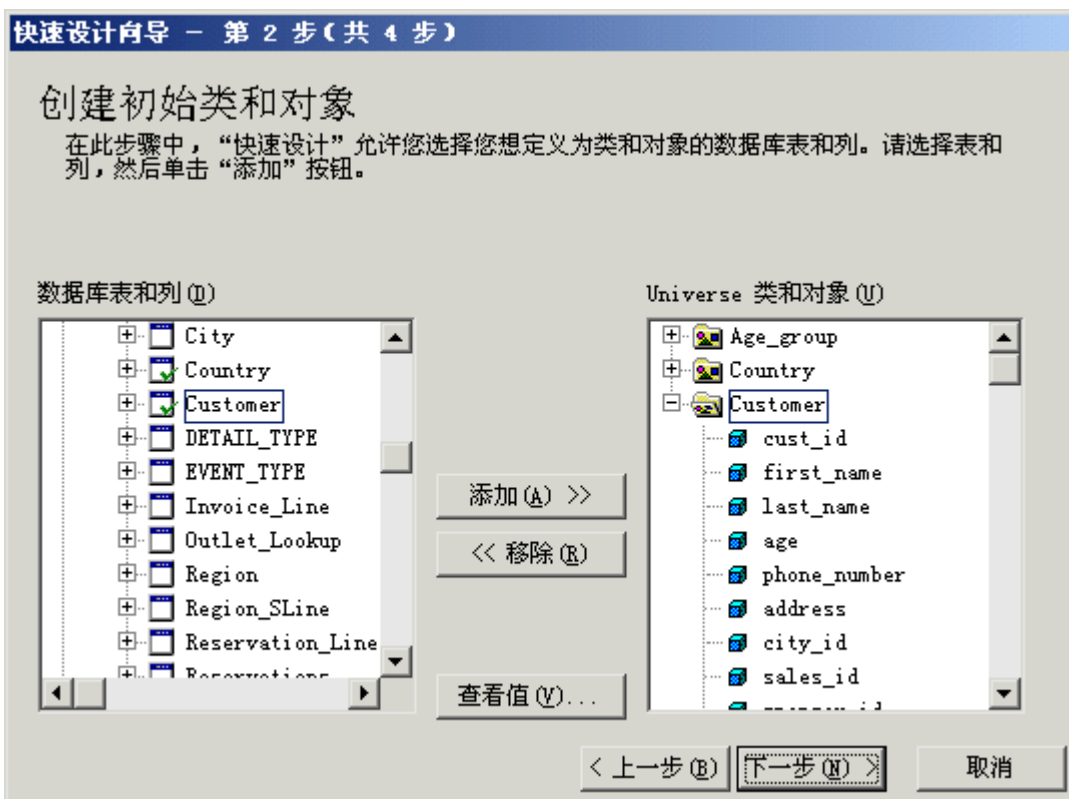 快速设计向导 - 第 2 步(共 4 步)
创建初始类和对象
在此步骤中，“快速设计”允许您选择您想定义为类和对象的数据库表和列。请选择表和
列，然后单击“添加”按钮。
数据库表和列(D)
Universe 类和对象(U)
City
Country
Customer
DETAIL_TYPE
EVENT_TYPE
Invoice_Line
Outlet_Lookup
Region
Region_SLine
Reservation_Line
添加(A) >>
<< 移除(R)
查看值(V)...
Age_group
Country
Customer
cust_id
first_name
last_name
age
phone_number
address
city_id
sales_id
< 上一步(B)
下一步(N) >
取消